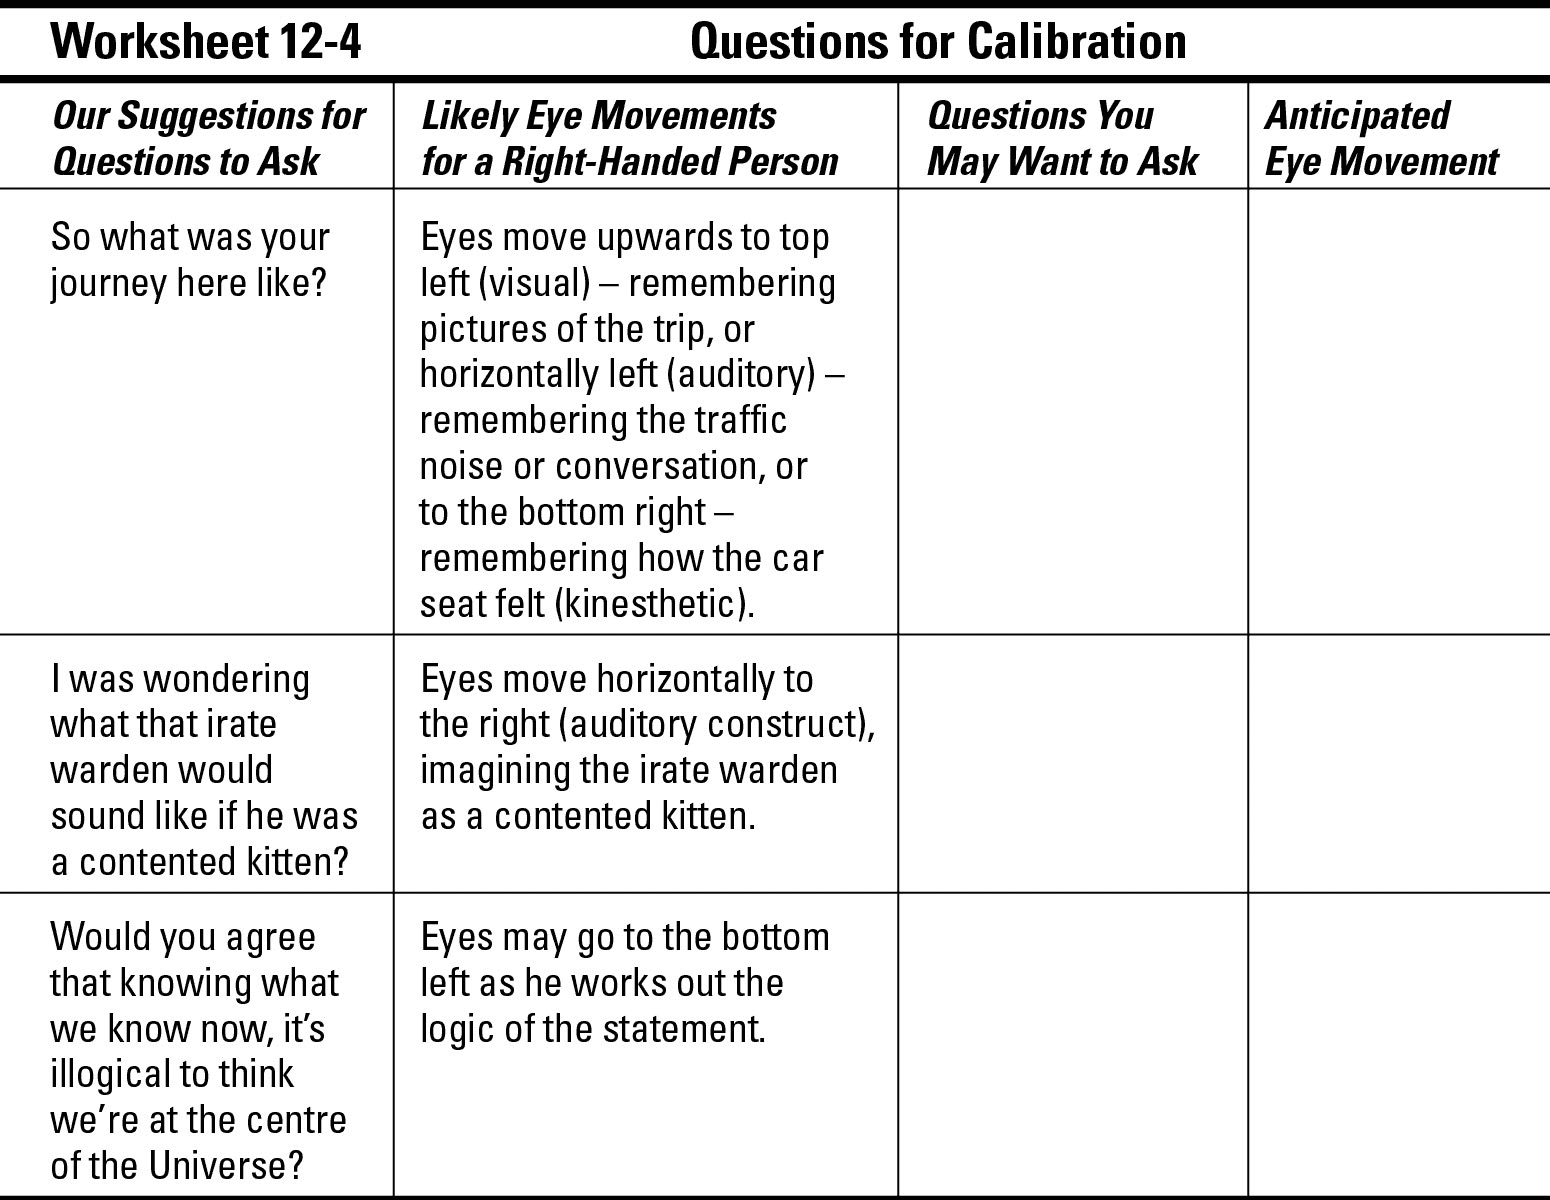 Worksheet 12-4
Questions for Calibration
Our Suggestions for
Questions to Ask
Likely Eye Movements
for a Right-Handed Person
Questions You
May Want to Ask
Anticipated
Eye Movement
So what was your
journey here like?
Eyes move upwards to top
left (visual) – remembering
pictures of the trip, or
horizontally left (auditory) –
remembering the traffic
noise or conversation, or
to the bottom right –
remembering how the car
seat felt (kinesthetic).
I was wondering
what that irate
warden would
sound like if he was
a contented kitten?
Eyes move horizontally to
the right (auditory construct),
imagining the irate warden
as a contented kitten.
Would you agree
that knowing what
we know now, it’s
illogical to think
we’re at the centre
of the Universe?
Eyes may go to the bottom
left as he works out the
logic of the statement.